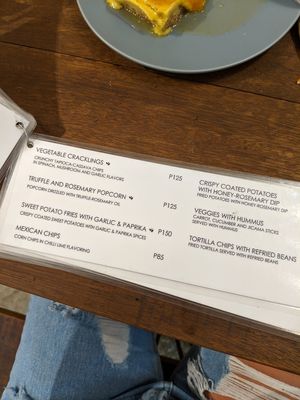 VEGETABLE CRACKLINGS
CRUNCHY TAPIOCA-CASSAVA CHIPS
IN SPINACH, MUSHROOM AND GARLIC FLAVORS
P125
TRUFFLE AND ROSEMARY POPCORN
POPCORN DRIZZLED WITH TRUFFLE-ROSEMARY OIL
P125
SWEET POTATO FRIES WITH GARLIC & PAPRIKA
CRISPY COATED SWEET POTATOES WITH GARLIC & PAPRIKA SPICES
P150
MEXICAN CHIPS
CORN CHIPS IN CHILI LIME FLAVORING
P85
CRISPY COATED POTATOES
WITH HONEY-ROSEMARY DIP
FRIED POTATOES WITH HONEY-ROSEMARY DIP
VEGGIES WITH HUMMUS
CARROT, CUCUMBER AND JICAMA STICKS
SERVED WITH HUMMUS
TORTILLA CHIPS WITH REFRIED BEANS
FRIED TORTILLA SERVED WITH REFRIED BEANS